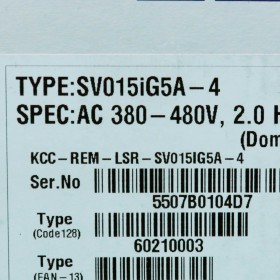 TYPE:SV015iG5A-4
SPEC:AC 380-480V, 2.0 H
(Dom
KCC-REM-LSR-SV015IG5A-4
Ser.No
5507B0104D7
Type
(Code128)
60210003
Type
(EAN-13)